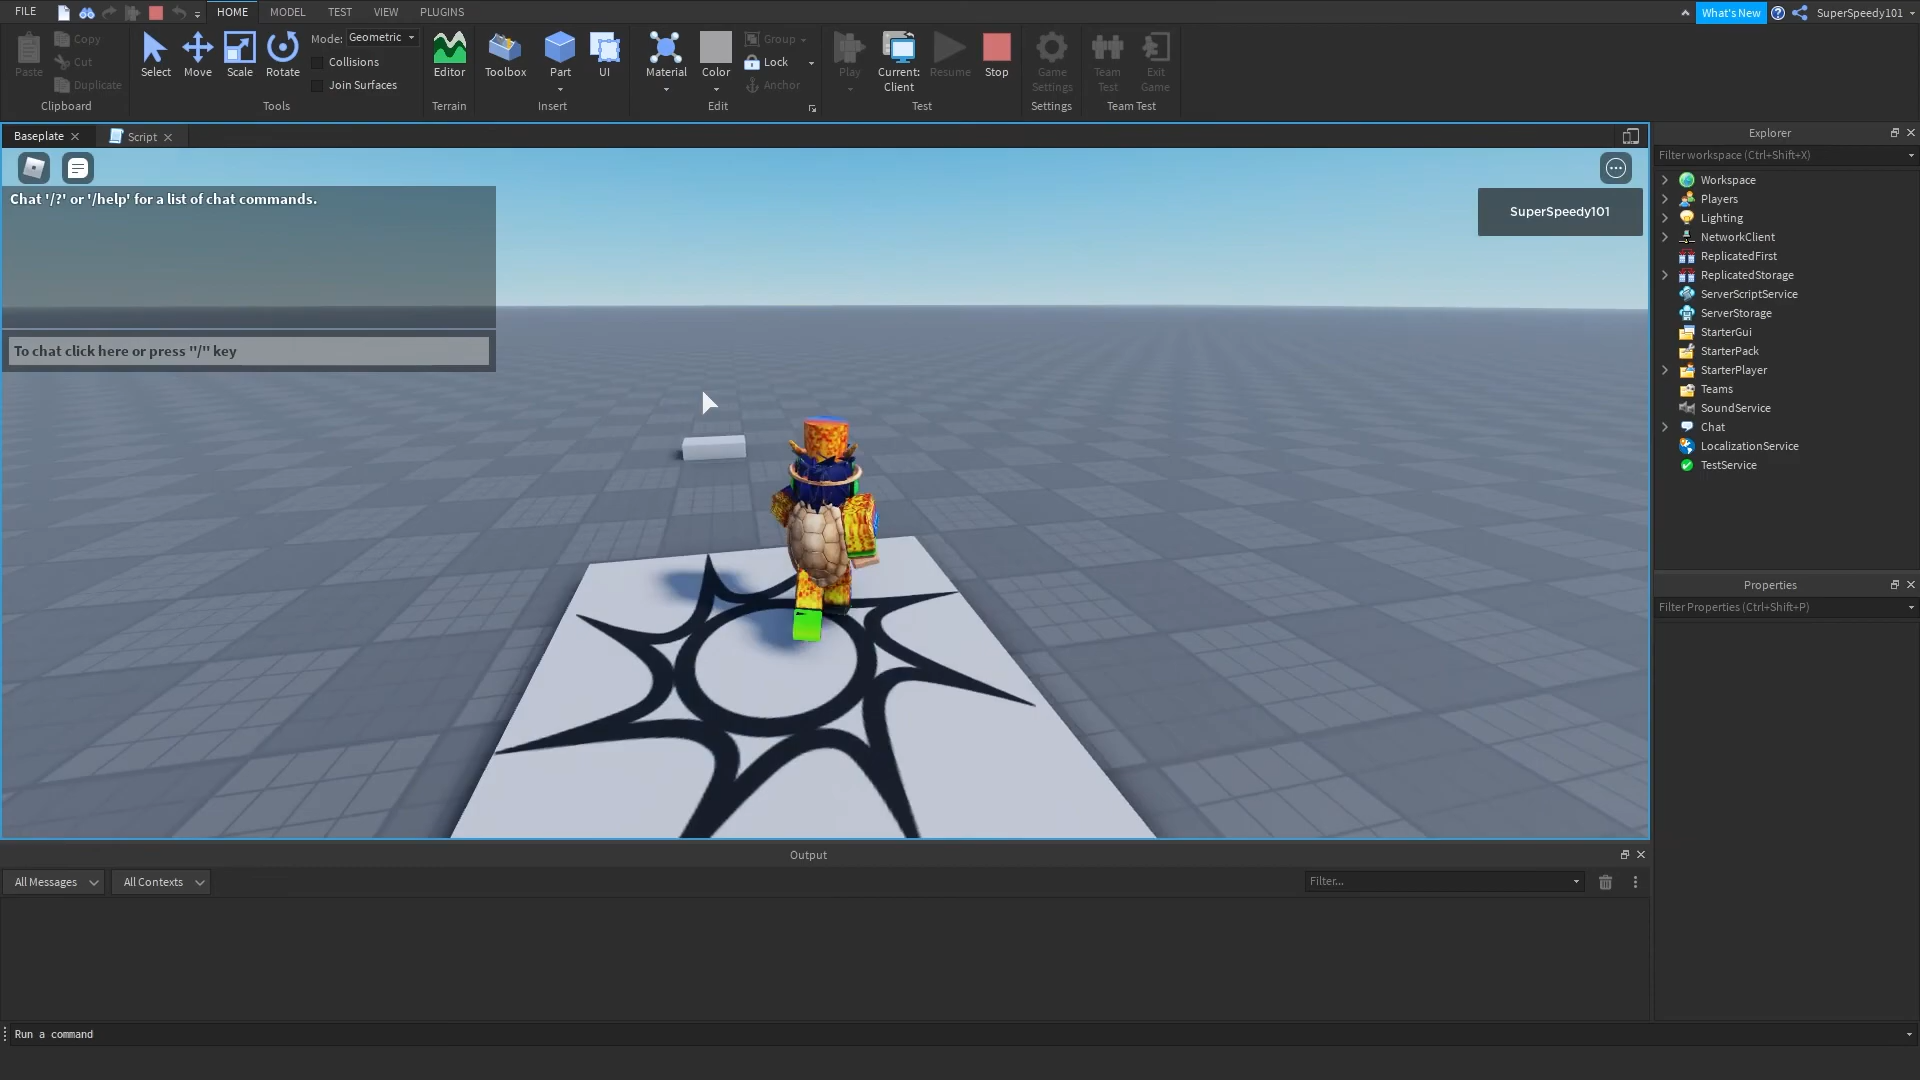 FILE
HOME
MODEL
TEST
VIEW
PLUGINS
What's New
SuperSpeedy101
Paste
Copy
Cut
Duplicate
Clipboard
Select
Move
Scale
Rotate
Mode: Geometric
Collisions
Join Surfaces
Tools
Editor
Terrain
Toolbox
Part
UI
Insert
Material
Color
Group
Lock
Anchor
Edit
Play
Current:
Client
Resume
Stop
Test
Game
Settings
Settings
Team
Test
Exit
Game
Team Test
Baseplate
Script
Chat '/?' or '/help' for a list of chat commands.
To chat click here or press "/" key
SuperSpeedy101
Explorer
Filter workspace (Ctrl+Shift+X)
Workspace
Players
Lighting
NetworkClient
ReplicatedFirst
ReplicatedStorage
ServerScriptService
ServerStorage
StarterGui
StarterPack
StarterPlayer
Teams
SoundService
Chat
LocalizationService
TestService
Properties
Filter Properties (Ctrl+Shift+P)
Output
All Messages
All Contexts
Filter...
Run a command